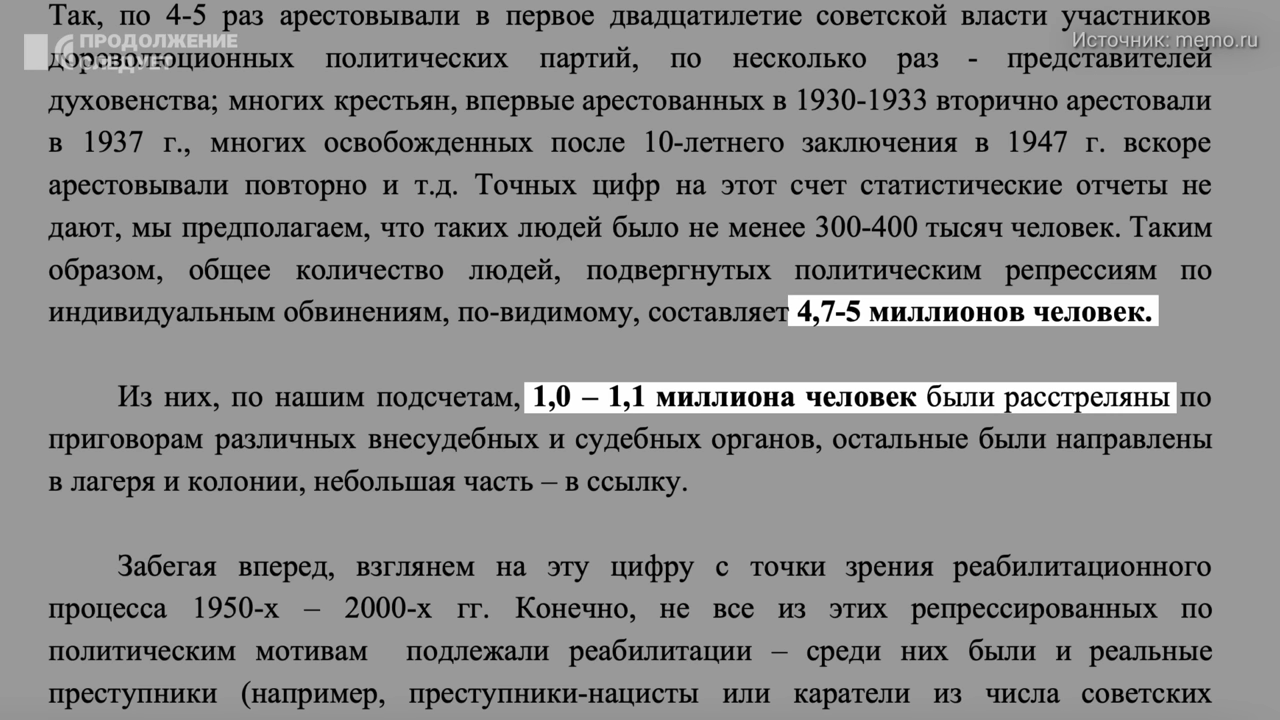 Так, по 4-5 раз арестовывали в первое двадцатилетие советской власти участников
ПРОДОЛЖЕНИЕ
СЛЕДУЕТ
Источник: memo.ru
дореволюционных политических партий, по несколько раз - представителей
духовенства; многих крестьян, впервые арестованных в 1930-1933 вторично арестовали
в 1937 г., многих освобожденных после 10-летнего заключения в 1947 г. вскоре
арестовывали повторно и т.д. Точных цифр на этот счет статистические отчеты не
дают, мы предполагаем, что таких людей было не менее 300-400 тысяч человек. Таким
образом, общее количество людей, подвергнутых политическим репрессиям по
индивидуальным обвинениям, по-видимому, составляет 4,7-5 миллионов человек.
Из них, по нашим подсчетам, 1,0 – 1,1 миллиона человек были расстреляны по
приговорам различных внесудебных и судебных органов, остальные были направлены
в лагеря и колонии, небольшая часть – в ссылку.
Забегая вперед, взглянем на эту цифру с точки зрения реабилитационного
процесса 1950-х – 2000-х гг. Конечно, не все из этих репрессированных по
политическим мотивам подлежали реабилитации – среди них были и реальные
преступники (например, преступники-нацисты или каратели из числа советских